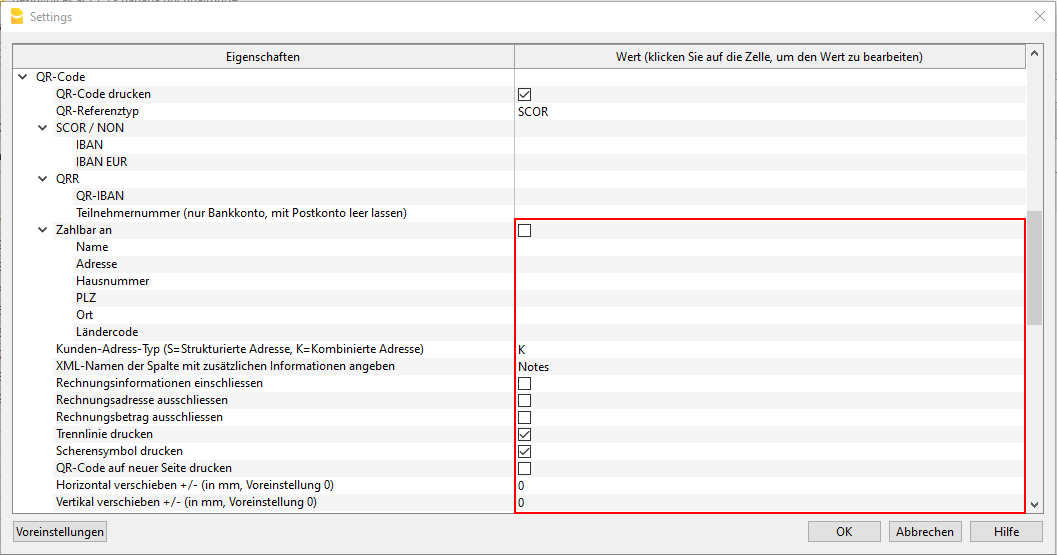 Settings
Eigenschaften
Wert (klicken Sie auf die Zelle, um den Wert zu bearbeiten)
QR-Code
QR-Code drucken
QR-Referenztyp SCOR
SCOR / NON
IBAN
IBAN EUR
QRR
QR-IBAN
Teilnehmernummer (nur Bankkonto, mit Postkonto leer lassen)
Zahlbar an
Name
Adresse
Hausnummer
PLZ
Ort
Ländercode
Kunden-Adress-Typ (S=Strukturierte Adresse, K=Kombinierte Adresse) K
XML-Namen der Spalte mit zusätzlichen Informationen angeben Notes
Rechnungsinformationen einschliessen
Rechnungsadresse ausschliessen
Rechnungsbetrag ausschliessen
Trennlinie drucken
Scherensymbol drucken
QR-Code auf neuer Seite drucken
Horizontal verschieben +/- (in mm, Voreinstellung 0) 0
Vertikal verschieben +/- (in mm, Voreinstellung 0) 0
Voreinstellungen OK Abbrechen Hilfe